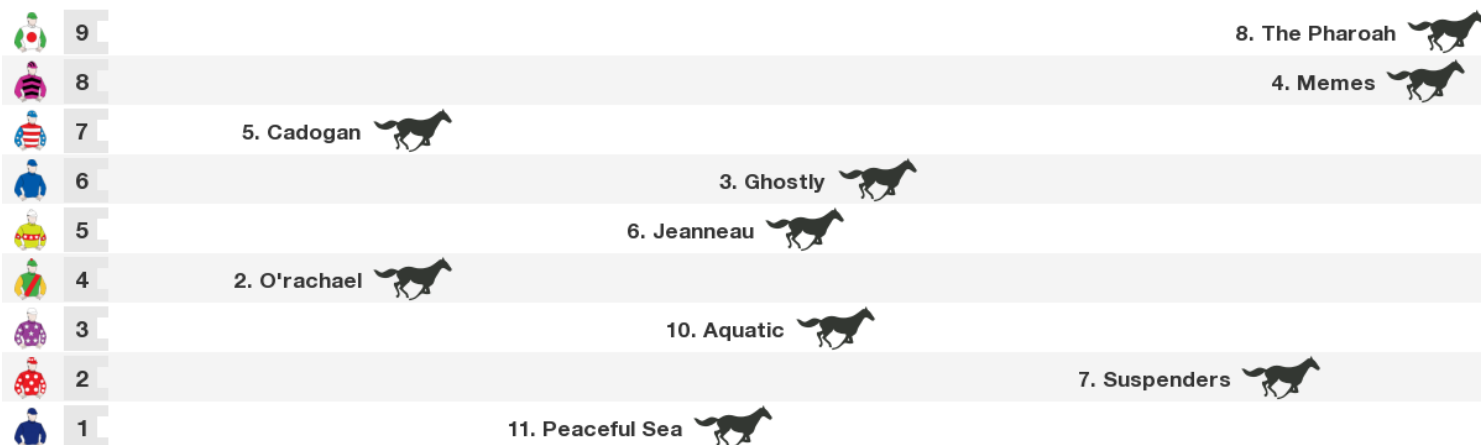 9 8. The Pharoah
8 4. Memes
7 5. Cadogan
6 3. Ghostly
5 6. Jeanneau
4 2. O'rachael
3 10. Aquatic
2 7. Suspenders
1 11. Peaceful Sea